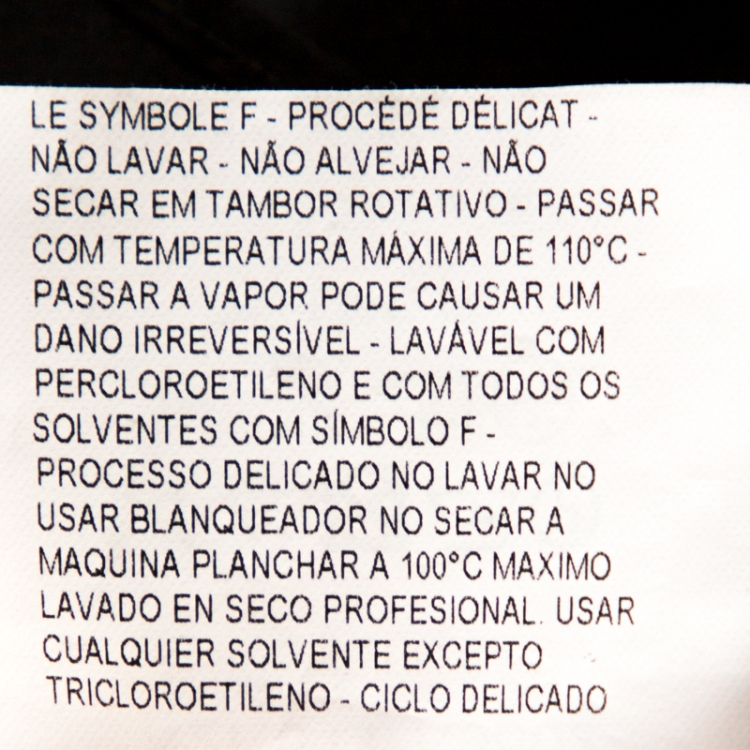 LE SYMBOLE F - PROCÉDÉ DÉLICAT -
NÃO LAVAR - NÃO ALVEJAR - NÃO
SECAR EM TAMBOR ROTATIVO - PASSAR
COM TEMPERATURA MÁXIMA DE 110°C -
PASSAR A VAPOR PODE CAUSAR UM
DANO IRREVERSÍVEL - LAVÁVEL COM
PERCLOROETILENO E COM TODOS OS
SOLVENTES COM SÍMBOLO F -
PROCESSO DELICADO NO LAVAR NO
USAR BLANQUEADOR NO SECAR A
MAQUINA PLANCHAR A 100°C MAXIMO
LAVADO EN SECO PROFESIONAL. USAR
CUALQUIER SOLVENTE EXCEPTO
TRICLOROETILENO - CICLO DELICADO